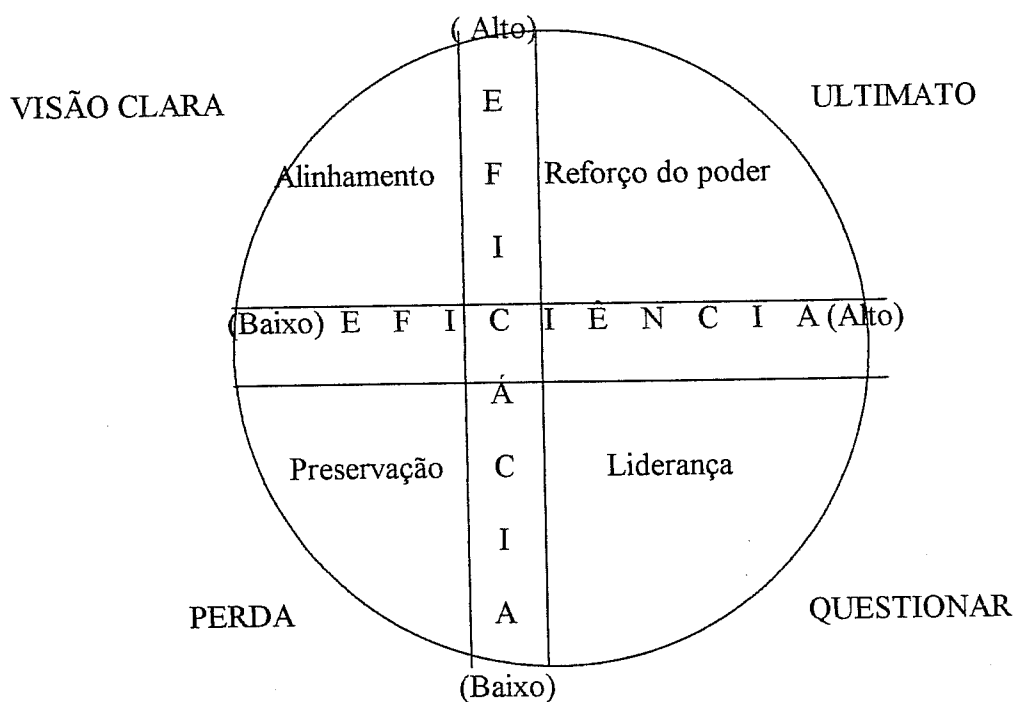 ( Alto)
VISÃO CLARA
ULTIMATO
E
F
I
C
Á
C
I
A
Alinhamento
Reforço do poder
(Baixo) E F I C I Ê N C I A (Alto)
Preservação
Liderança
PERDA
QUESTIONAR
(Baixo)